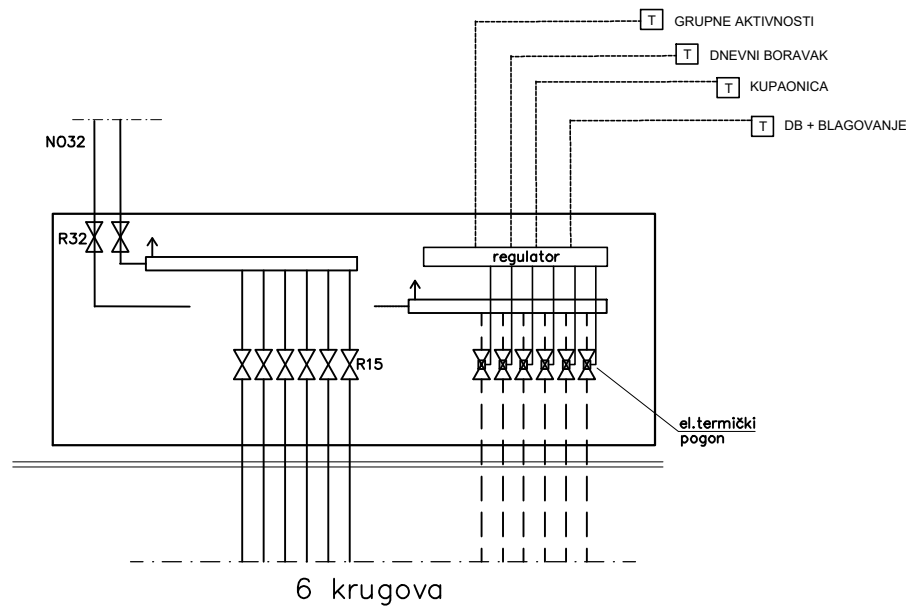 T GRUPNE AKTIVNOSTI
T DNEVNI BORAVAK
T KUPAONICA
T DB + BLAGOVANJE
NO32
R32
regulator
R15
el.termički
pogon
6 krugova